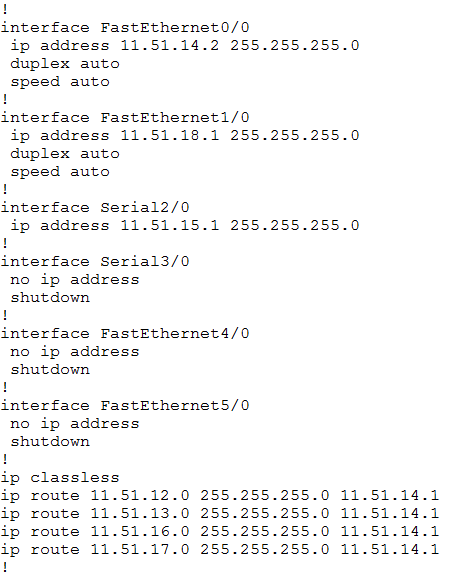 !
interface FastEthernet0/0
 ip address 11.51.14.2 255.255.255.0
 duplex auto
 speed auto
!
interface FastEthernet1/0
 ip address 11.51.18.1 255.255.255.0
 duplex auto
 speed auto
!
interface Serial2/0
 ip address 11.51.15.1 255.255.255.0
!
interface Serial3/0
 no ip address
 shutdown
!
interface FastEthernet4/0
 no ip address
 shutdown
!
interface FastEthernet5/0
 no ip address
 shutdown
!
ip classless
ip route 11.51.12.0 255.255.255.0 11.51.14.1
ip route 11.51.13.0 255.255.255.0 11.51.14.1
ip route 11.51.16.0 255.255.255.0 11.51.14.1
ip route 11.51.17.0 255.255.255.0 11.51.14.1
!